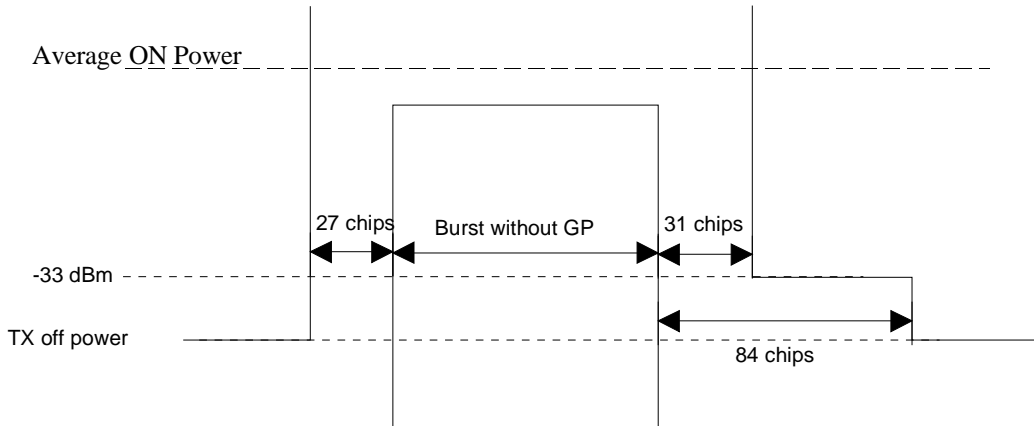 Average ON Power
27 chips
Burst without GP
31 chips
-33 dBm
TX off power
84 chips